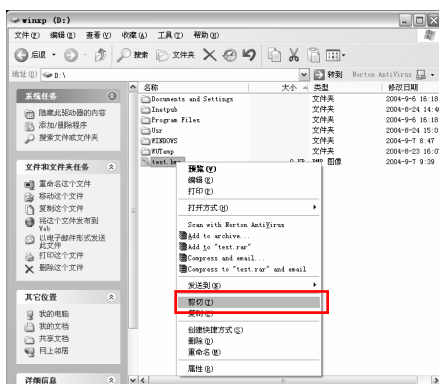 winxp (D:)
文件(F) 编辑(E) 查看(V) 收藏(A) 工具(T) 帮助(H)
后退 搜索 文件夹
地址(D) D:\ 转到 Norton AntiVirus
系统任务
隐藏此驱动器的内容
添加/删除程序
搜索文件或文件夹
文件和文件夹任务
重命名这个文件
移动这个文件
复制这个文件
将这个文件发布到
Web
以电子邮件形式发送
此文件
打印这个文件
删除这个文件
其它位置
我的电脑
我的文档
共享文档
网上邻居
详细信息
名称 大小 类型 修改日期
Documents and Settings 文件夹 2004-9-6 16:18
Inetpub 文件夹 2004-8-24 14:4
Program Files 文件夹 2004-9-6 16:18
Usr 文件夹 2004-8-24 15:0
WINDOWS 文件夹 2004-9-7 8:47
WUTemp 文件夹 2004-8-23 16:0
test.bmp 0 KB BMP 图像 2004-9-7 9:39
预览(V)
编辑(E)
打印(P)
打开方式(H)
Scan with Norton AntiVirus
Add to archive...
Add to "test.rar"
Compress and email...
Compress to "test.rar" and email
发送到(N)
剪切(T)
复制(C)
创建快捷方式(S)
删除(D)
重命名(M)
属性(R)